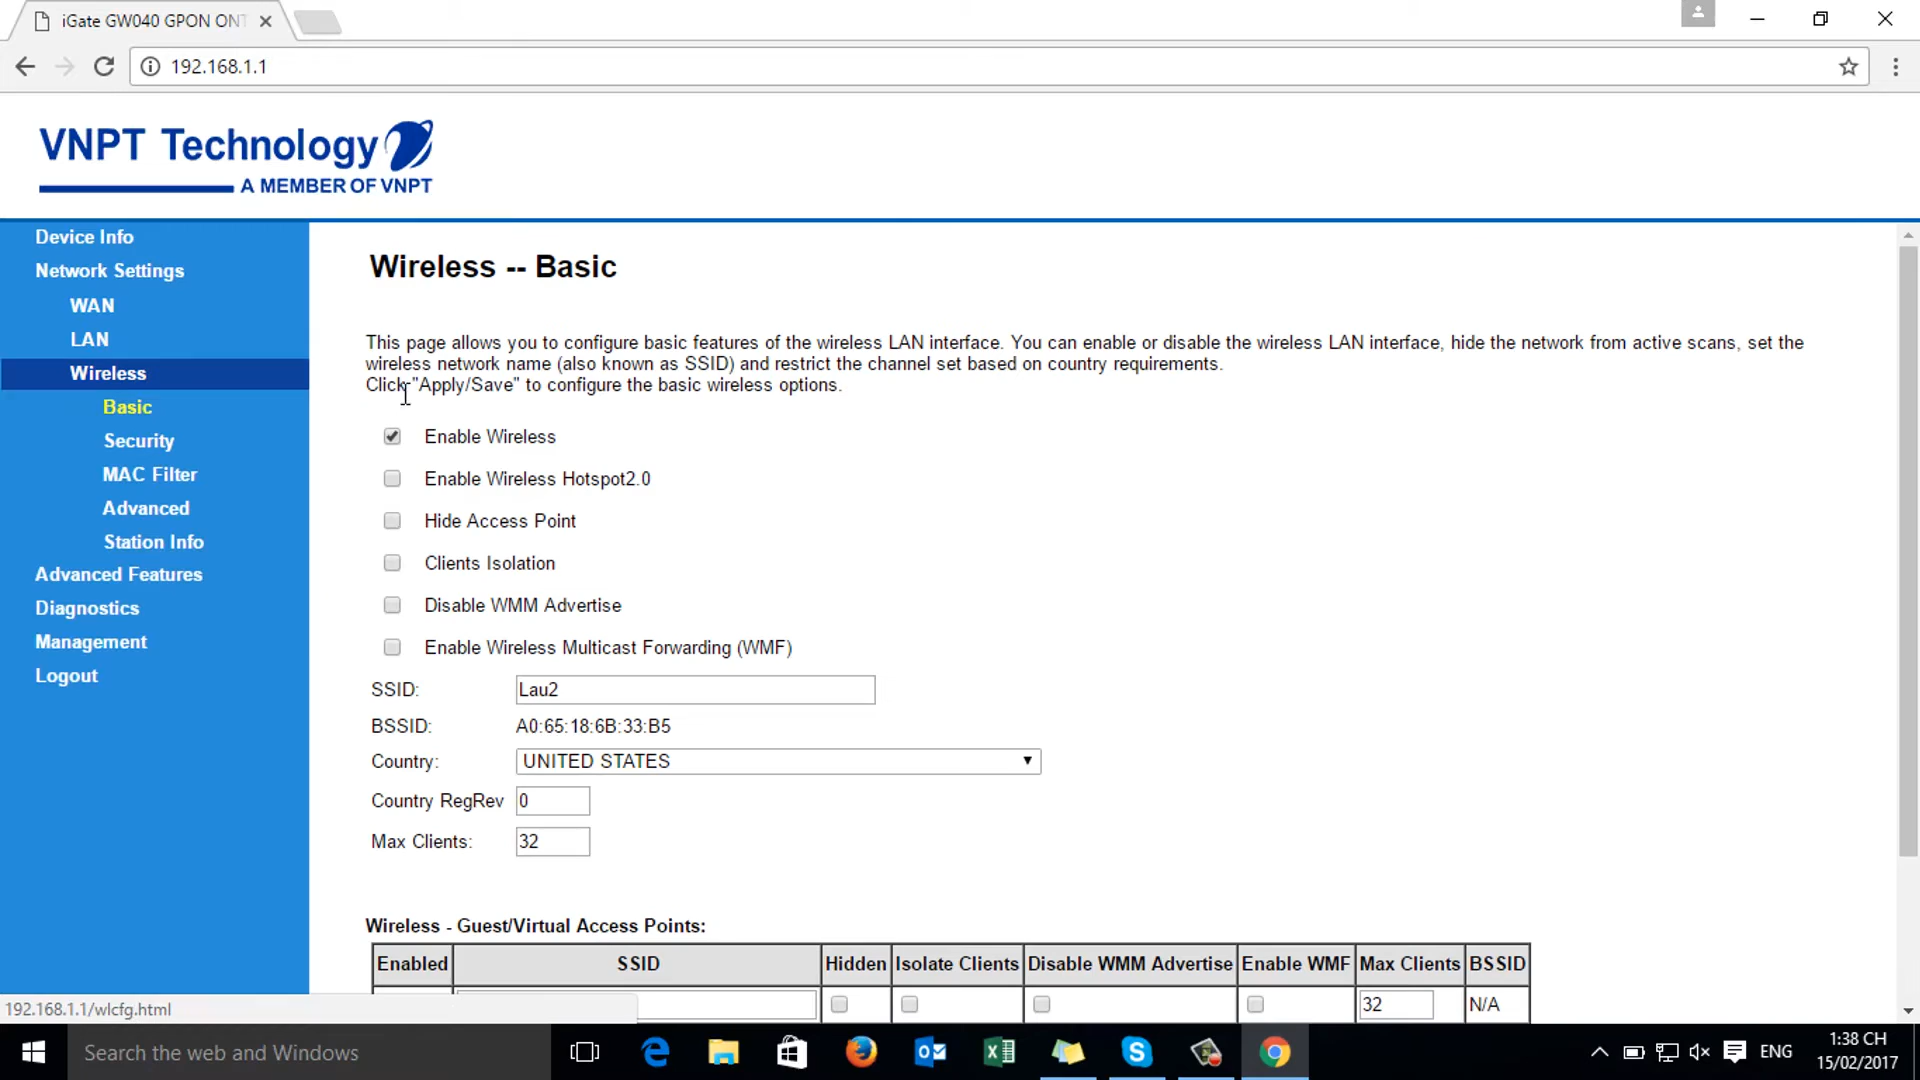 iGate GW040 GPON ONT
192.168.1.1
VNPT Technology
A MEMBER OF VNPT
Device Info
Network Settings
WAN
LAN
Wireless
Basic
Security
MAC Filter
Advanced
Station Info
Advanced Features
Diagnostics
Management
Logout
Wireless -- Basic
This page allows you to configure basic features of the wireless LAN interface. You can enable or disable the wireless LAN interface, hide the network from active scans, set the
wireless network name (also known as SSID) and restrict the channel set based on country requirements.
Click "Apply/Save" to configure the basic wireless options.
Enable Wireless
Enable Wireless Hotspot2.0
Hide Access Point
Clients Isolation
Disable WMM Advertise
Enable Wireless Multicast Forwarding (WMF)
SSID: Lau2
BSSID: A0:65:18:6B:33:B5
Country: UNITED STATES
Country RegRev 0
Max Clients: 32
Wireless - Guest/Virtual Access Points:
Enabled SSID Hidden Isolate Clients Disable WMM Advertise Enable WMF Max Clients BSSID
32 N/A
192.168.1.1/wlcfg.html
Search the web and Windows
ENG
1:38 CH
15/02/2017